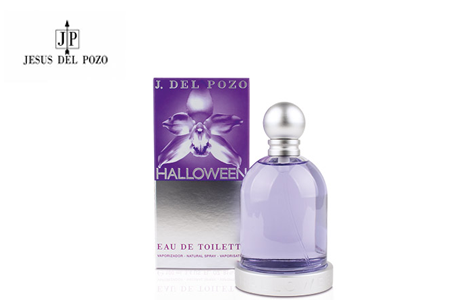 JP
JESUS DEL POZO
J. DEL POZO
HALLOWEEN
EAU DE TOILETT
VAPORIZADOR - NATURAL SPRAY - VAPORISAT